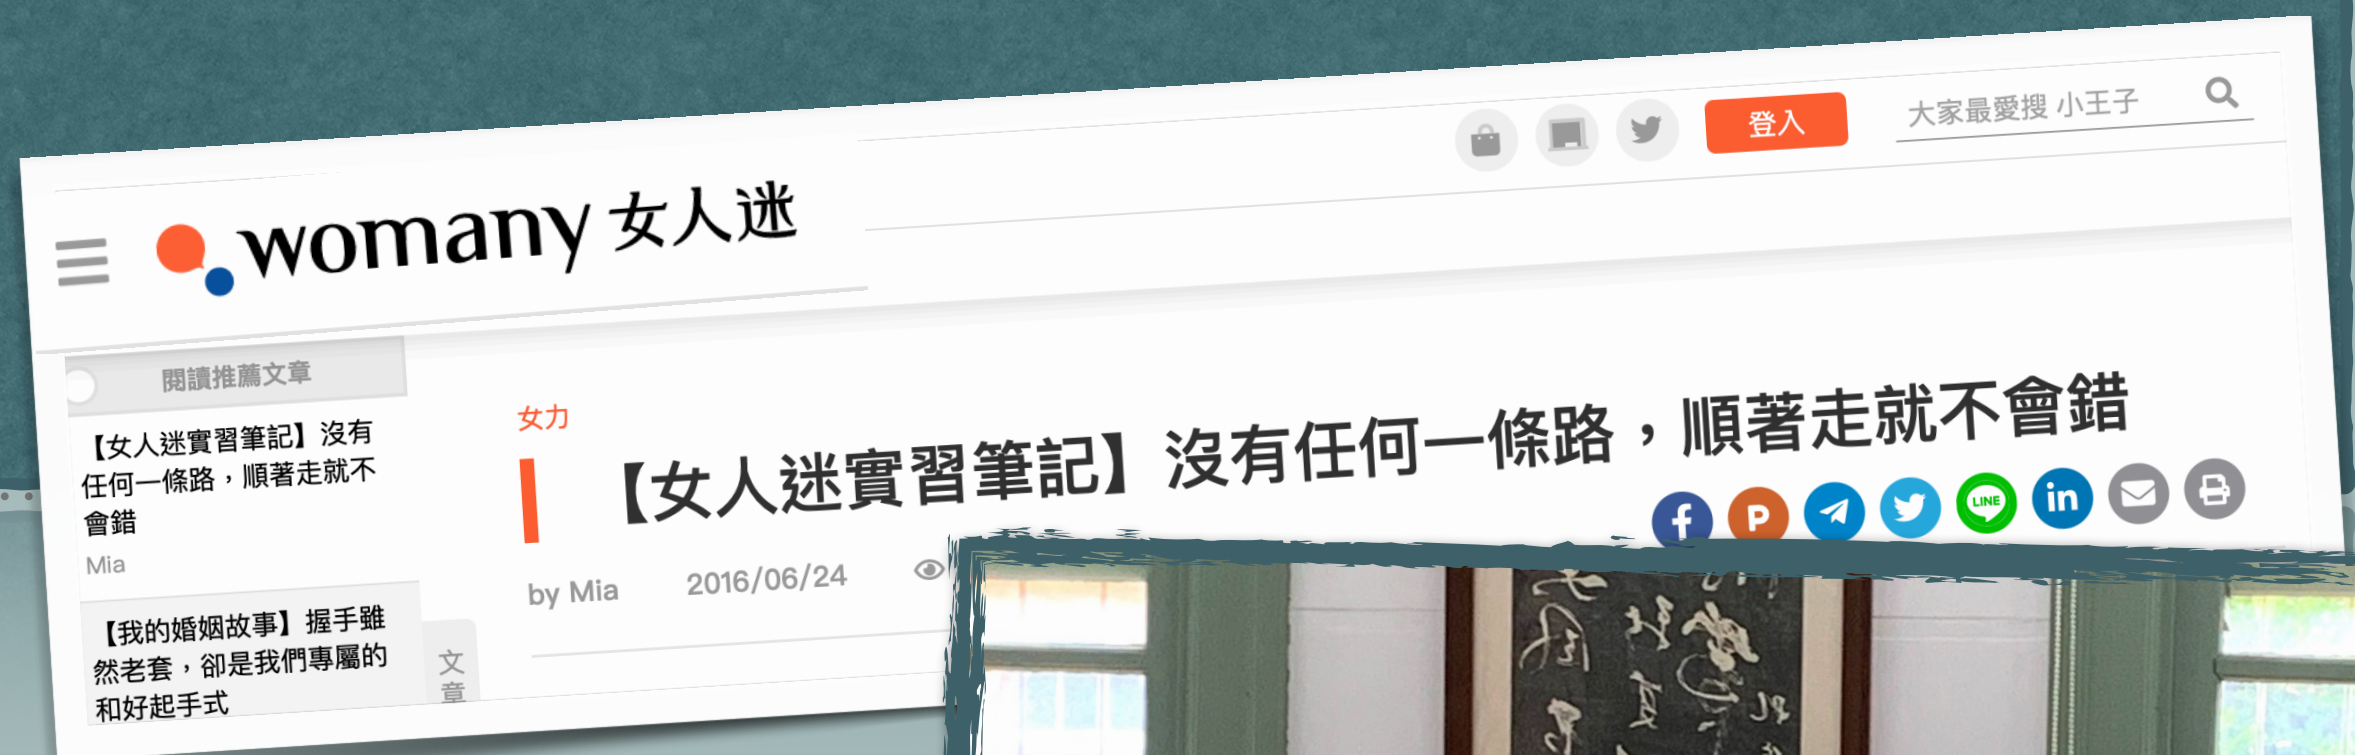 womany 女人迷
登入
大家最愛搜 小王子
閱讀推薦文章
【女人迷實習筆記】沒有
任何一條路，順著走就不
會錯
Mia
【我的婚姻故事】握手雖
然老套，卻是我們專屬的
和好起手式
文
章
女力
【女人迷實習筆記】沒有任何一條路，順著走就不會錯
LINE
by Mia
2016/06/24